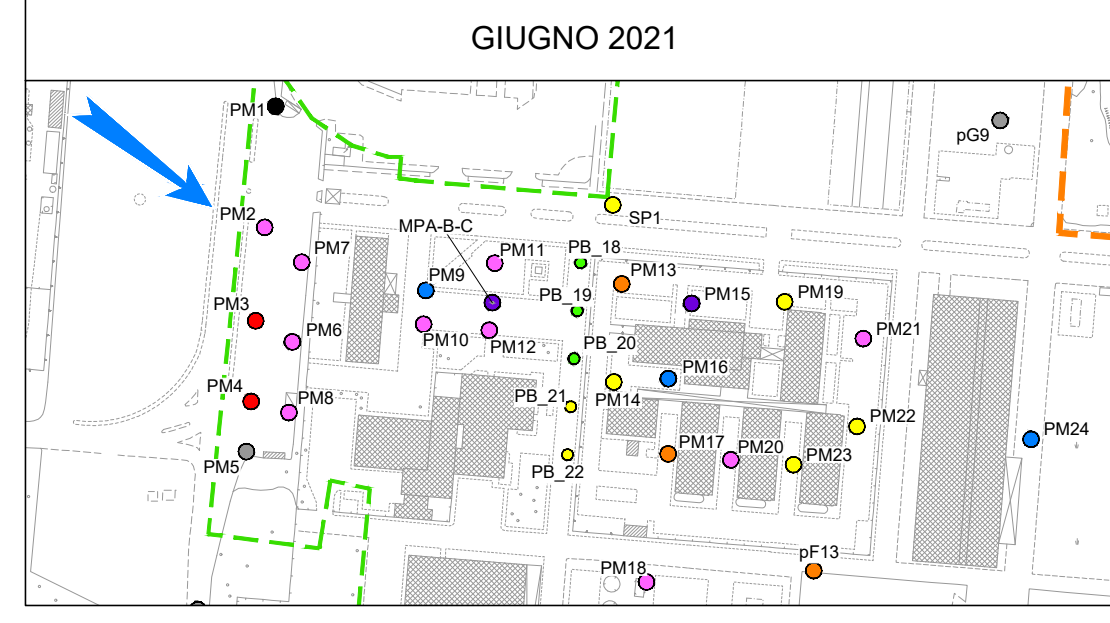 GIUGNO 2021
PM1
pG9
PM2
SP1
MPA-B-C
PM7
PM11
PB_18
PM9
PM13
PM3
PB_19
PM15
PM19
PM6
PM10
PM12
PB_20
PM21
PM16
PM4
PM8
PB_21
PM14
PM22
PM24
PM5
PB_22
PM17
PM20
PM23
pF13
PM18